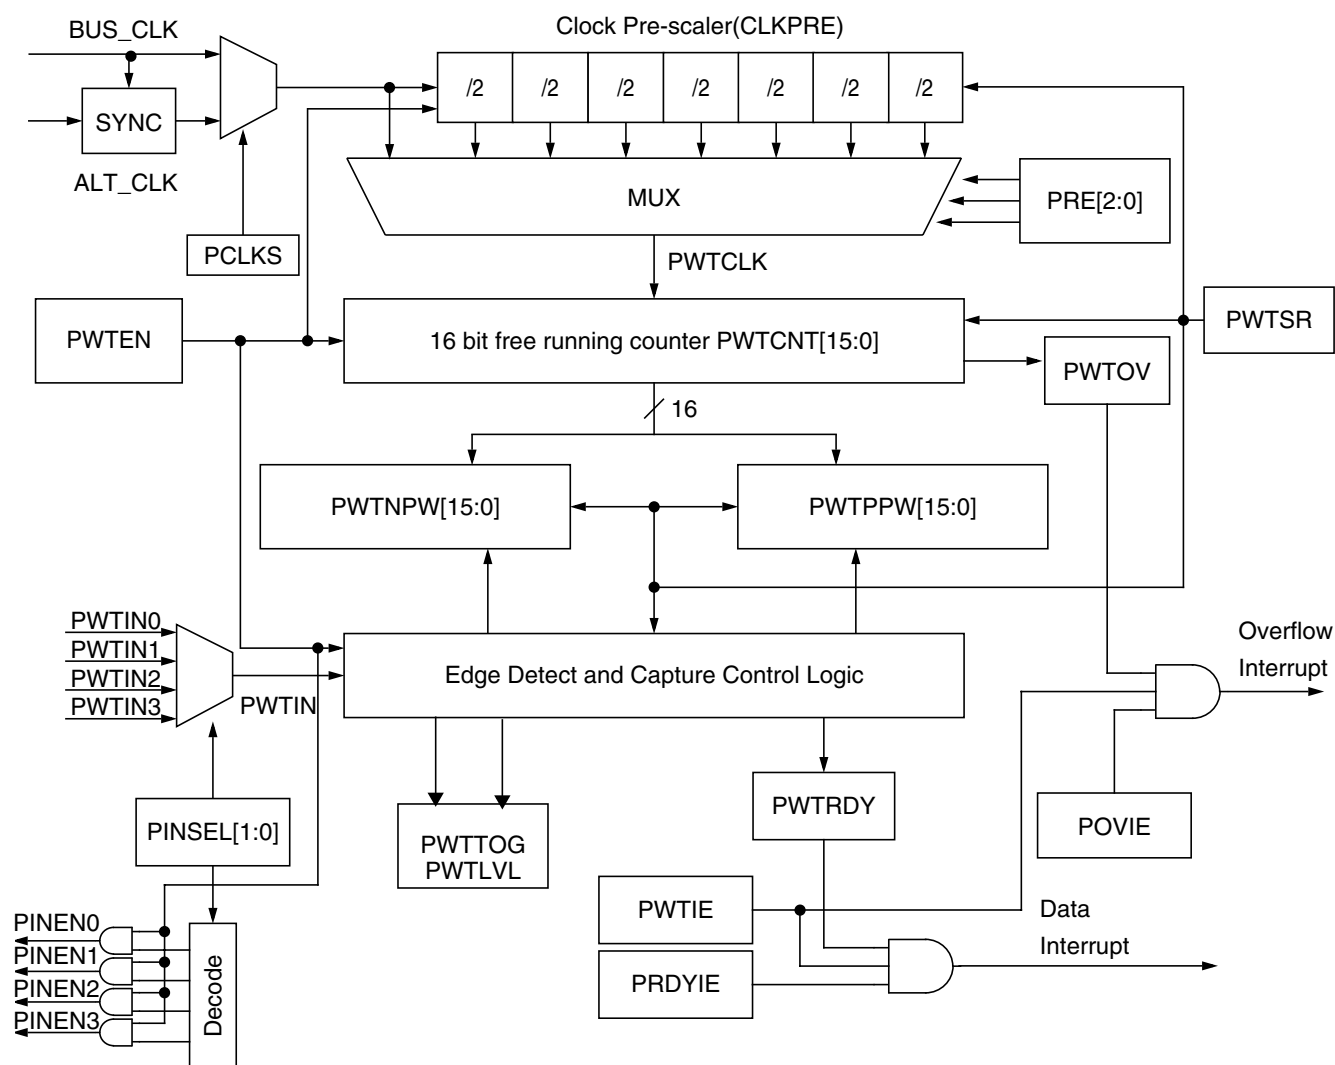 Clock Pre-scaler(CLKPRE)
BUS_CLK
/2 /2 /2 /2 /2 /2 /2
SYNC
ALT_CLK
MUX
PRE[2:0]
PCLKS
PWTCLK
PWTEN
16 bit free running counter PWTCNT[15:0]
PWTSR
PWTOV
16
PWTNPW[15:0]
PWTPPW[15:0]
PWTIN0
PWTIN1
PWTIN2
PWTIN3
PWTIN
Edge Detect and Capture Control Logic
Overflow
Interrupt
PINSEL[1:0]
PWTTOG
PWTLVL
PWTRDY
POVIE
PWTIE
PRDYIE
Data
Interrupt
PINEN0
PINEN1
PINEN2
PINEN3
Decode